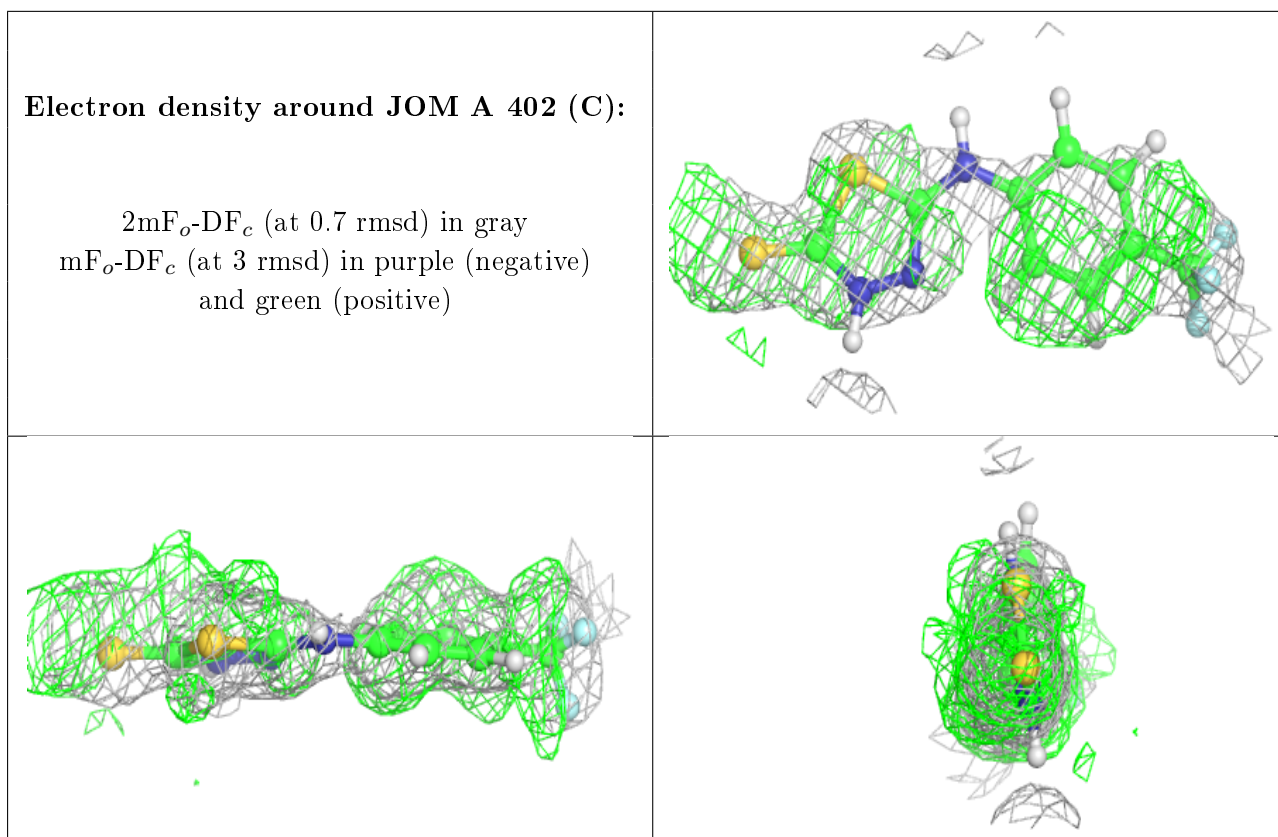 Electron density around JOM A 402 (C):
2mFₒ-DF𝒸 (at 0.7 rmsd) in gray
mFₒ-DF𝒸 (at 3 rmsd) in purple (negative)
and green (positive)